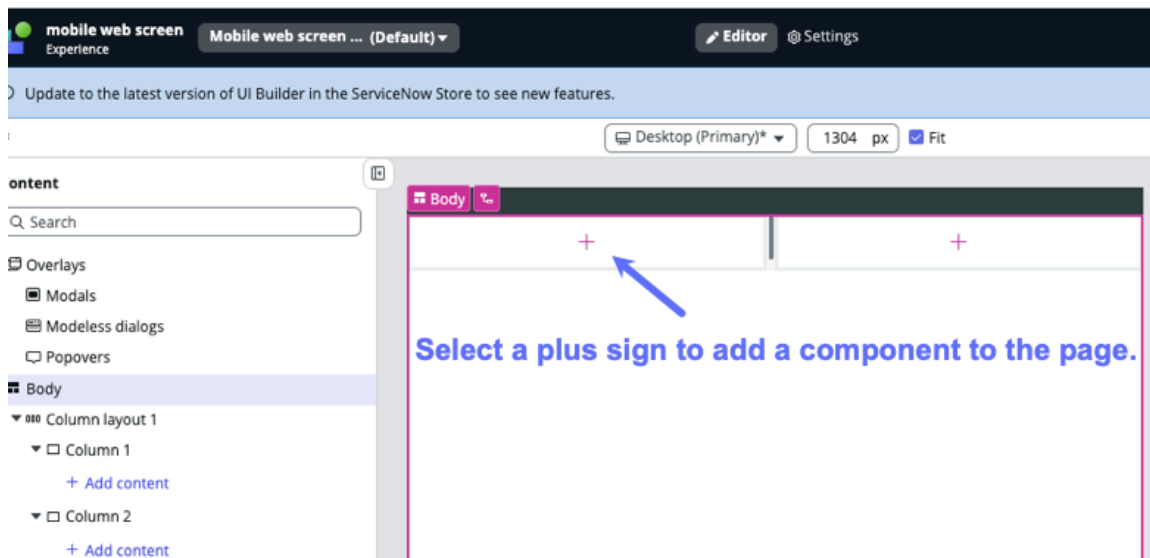 mobile web screen
Experience
Mobile web screen ... (Default)
Editor
Settings
Update to the latest version of UI Builder in the ServiceNow Store to see new features.
Desktop (Primary)*
1304 px
Fit
ontent
Search
Overlays
Modals
Modeless dialogs
Popovers
Body
Column layout 1
Column 1
+ Add content
Column 2
+ Add content
Body
+
+
Select a plus sign to add a component to the page.